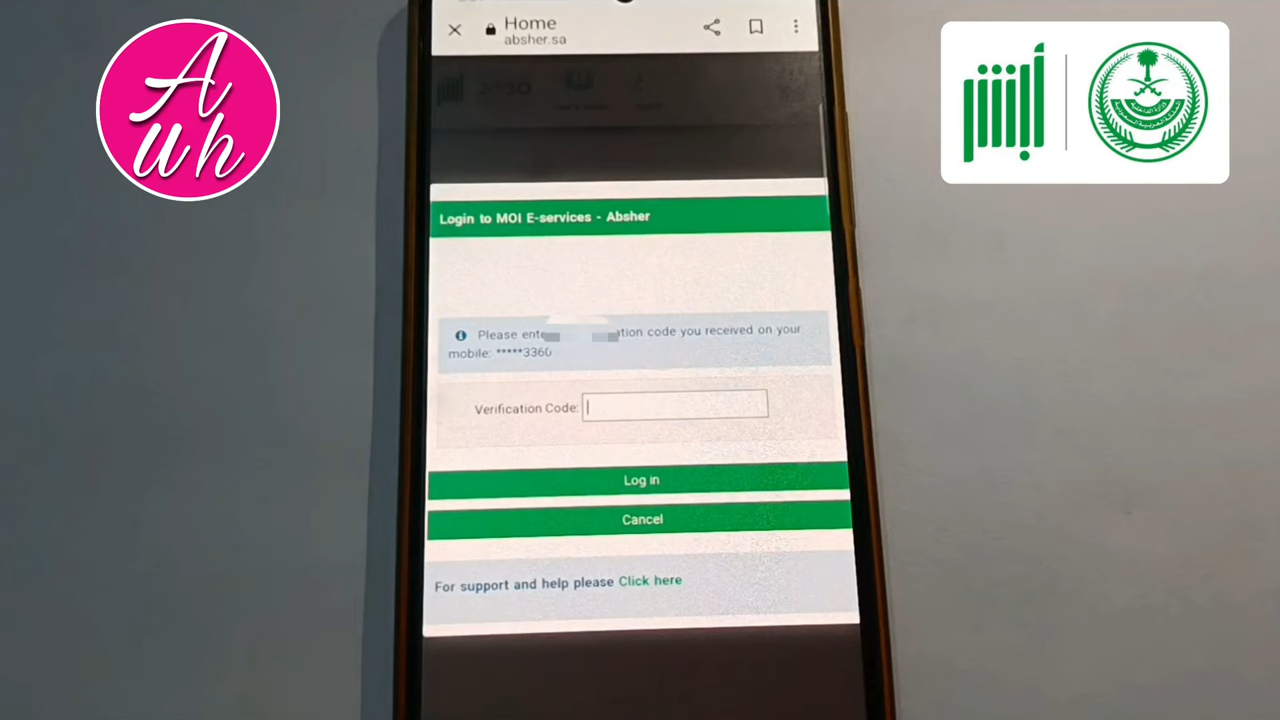 A
uh
Home
absher.sa
أبشر
Login to MOI E-services - Absher
Please ente ation code you received on your
mobile: *****3360
Verification Code:
Log in
Cancel
For support and help please Click here